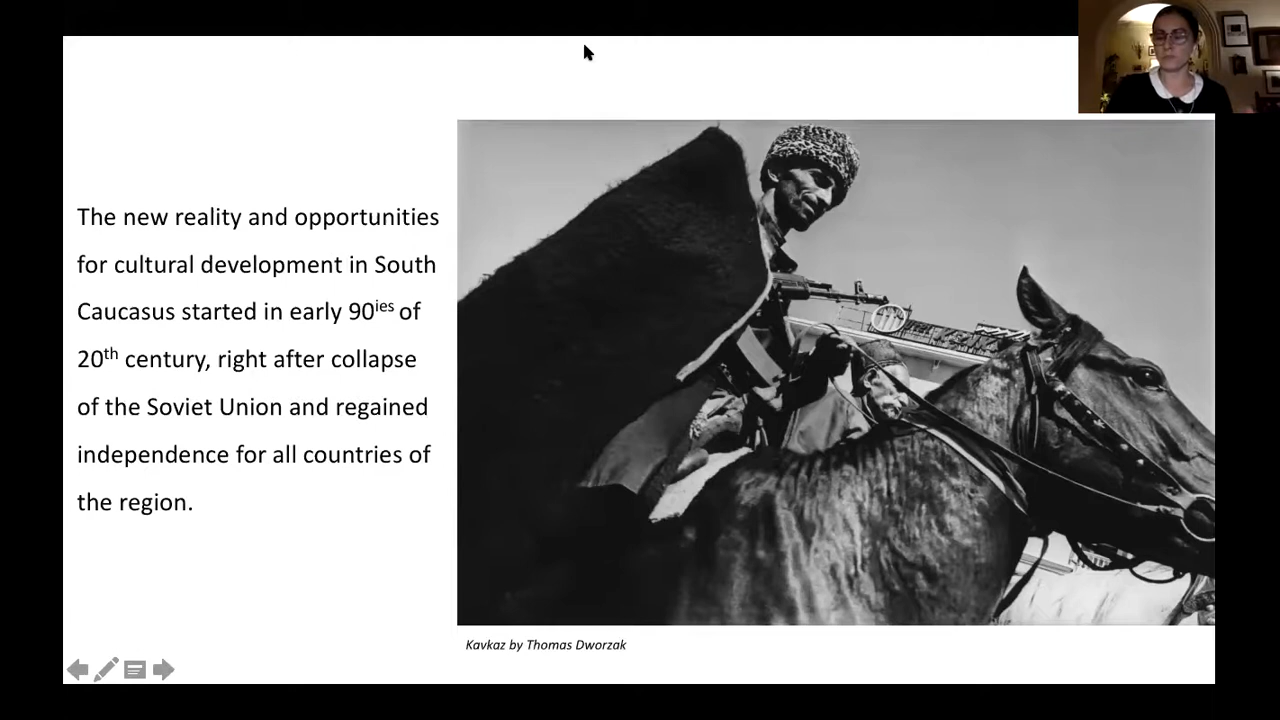 The new reality and opportunities
for cultural development in South
Caucasus started in early 90ies of
20th century, right after collapse
of the Soviet Union and regained
independence for all countries of
the region.
Kavkaz by Thomas Dworzak